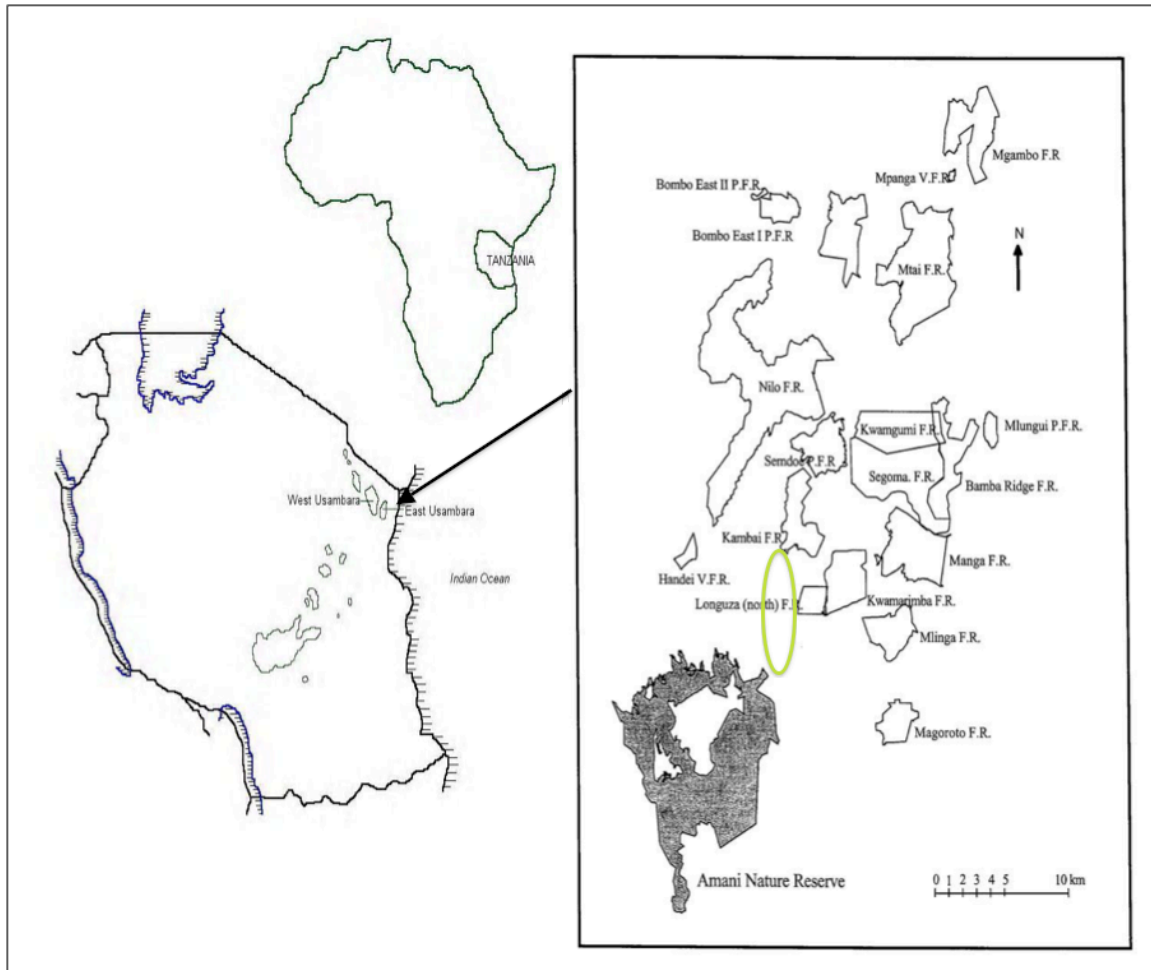 TANZANIA
West Usambara
East Usambara
Indian Ocean
Mgambo F.R
Mpanga V.F.R
Bombo East II P.F.R.
Bombo East I P.F.R
N
Mtai F.R.
Nilo F.R.
Kwamgumi F.R.
Mlungui P.F.R.
Semdoe P.F.R
Segoma. F.R.
Bamba Ridge F.R.
Kambai F.R.
Manga F.R.
Handei V.F.R.
Longuza (north) F.R.
Kwamarimba F.R.
Mlinga F.R.
Magoroto F.R.
Amani Nature Reserve
0 1 2 3 4 5 10 km